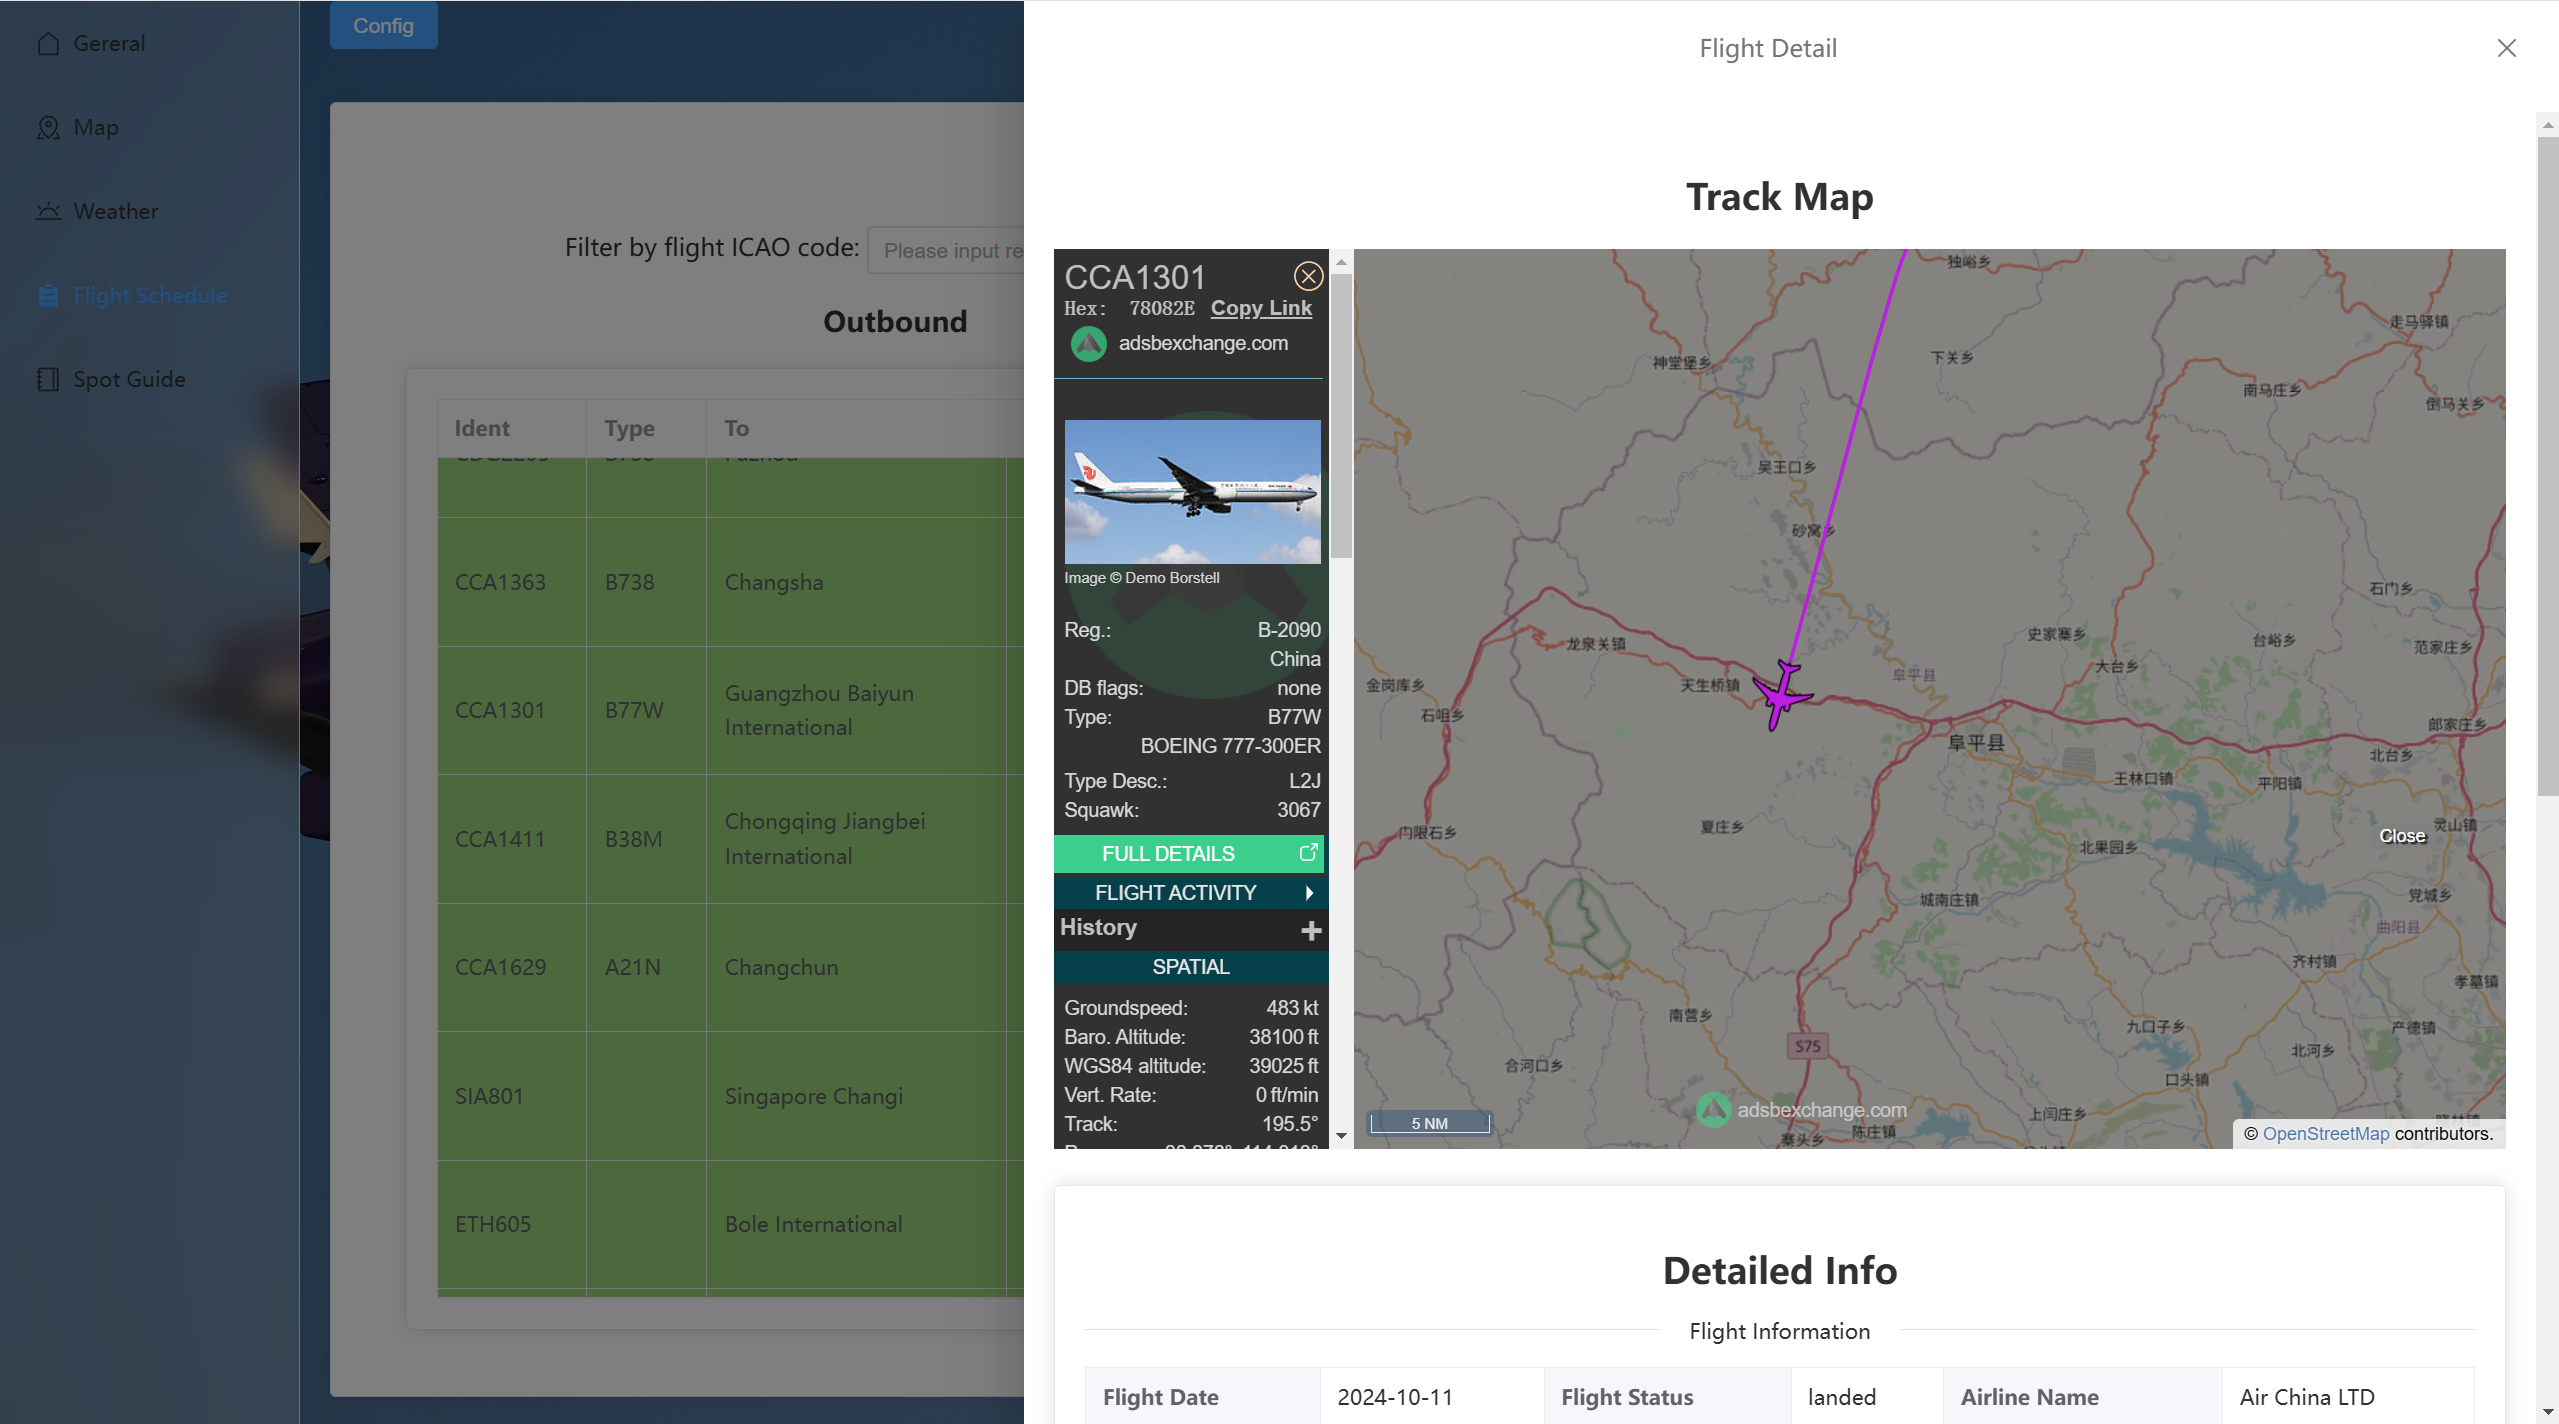 Gereral
Map
Weather
Flight Schedule
Spot Guide
Config
Filter by flight ICAO code:
Please input re
Outbound
Ident Type To
CCA1363 B738 Changsha
CCA1301 B77W Guangzhou Baiyun
International
CCA1411 B38M Chongqing Jiangbei
International
CCA1629 A21N Changchun
SIA801 Singapore Changi
ETH605 Bole International
Flight Detail
Track Map
CCA1301
Hex: 78082E Copy Link
adsbexchange.com
Image © Demo Borstell
Reg.: B-2090
China
DB flags: none
Type: B77W
BOEING 777-300ER
Type Desc.: L2J
Squawk: 3067
FULL DETAILS
FLIGHT ACTIVITY
History
SPATIAL
Groundspeed: 483 kt
Baro. Altitude: 38100 ft
WGS84 altitude: 39025 ft
Vert. Rate: 0 ft/min
Track: 195.5°
独峪乡
走马驿镇
神堂堡乡
下关乡
南马庄乡
倒马关乡
吴王口乡
砂窝乡
石门乡
龙泉关镇
史家寨乡
台峪乡
范家庄乡
金岗库乡
天生桥镇
阜平县
大台乡
石咀乡
郎家庄乡
阜平县
北台乡
王林口镇
平阳镇
门限石乡
夏庄乡
Close
灵山镇
北果园乡
城南庄镇
党城乡
曲阳县
齐村镇
孝墓镇
南营乡
九口子乡
产德镇
S75
北河乡
合河口乡
口头镇
上闫庄乡
adsbexchange.com
5 NM
陈庄镇
寨头乡
© OpenStreetMap contributors.
Detailed Info
Flight Information
Flight Date 2024-10-11 Flight Status landed Airline Name Air China LTD